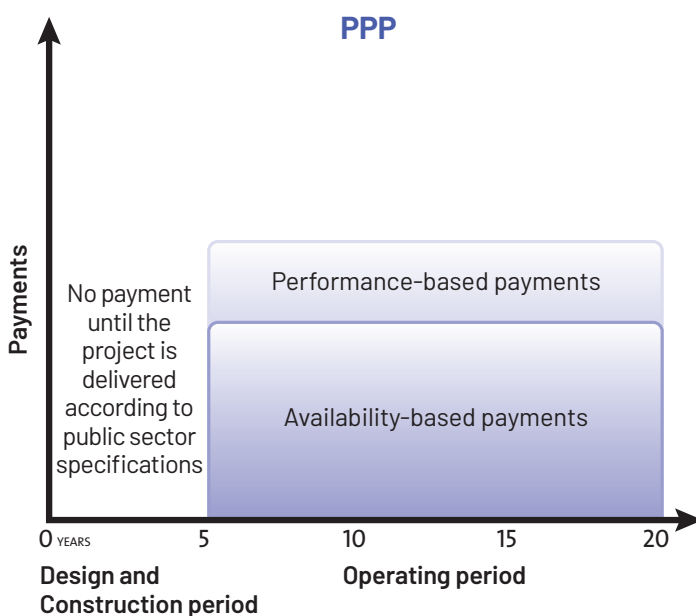 PPP
Payments
No payment
until the
project is
delivered
according to
public sector
specifications
Performance-based payments
Availability-based payments
0 YEARS 5 10 15 20
Design and
Construction period
Operating period